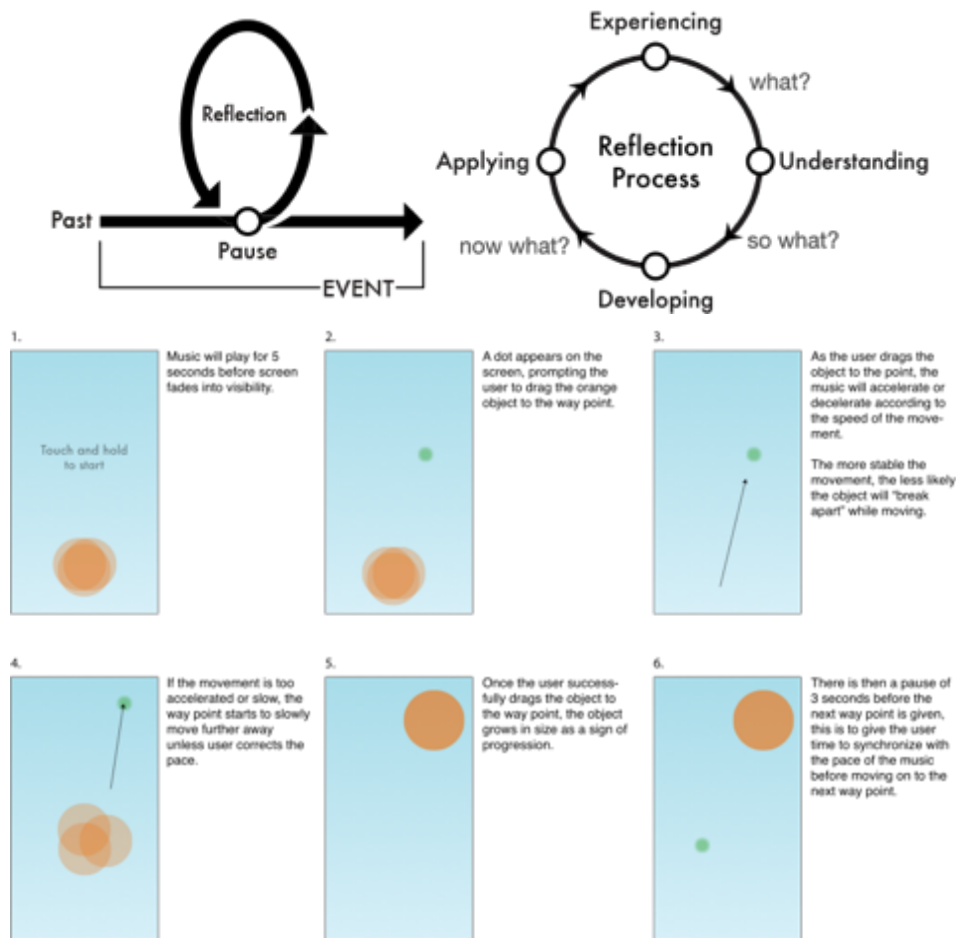 Reflection
Past
Pause
EVENT
Experiencing
what?
Applying
Reflection
Process
Understanding
now what?
so what?
Developing
1.
Music will play for 5
seconds before screen
fades into visibility.
Touch and hold
to start
2.
A dot appears on the
screen, prompting the
user to drag the orange
object to the way point.
3.
As the user drags the
object to the point, the
music will accelerate or
decelerate according to
the speed of the move-
ment.
The more stable the
movement, the less likely
the object will "break
apart" while moving.
4.
If the movement is too
accelerated or slow, the
way point starts to slowly
move further away
unless user corrects the
pace.
5.
Once the user success-
fully drags the object to
the way point, the object
grows in size as a sign of
progression.
6.
There is then a pause of
3 seconds before the
next way point is given,
this is to give the user
time to synchronize with
the pace of the music
before moving on to the
next way point.